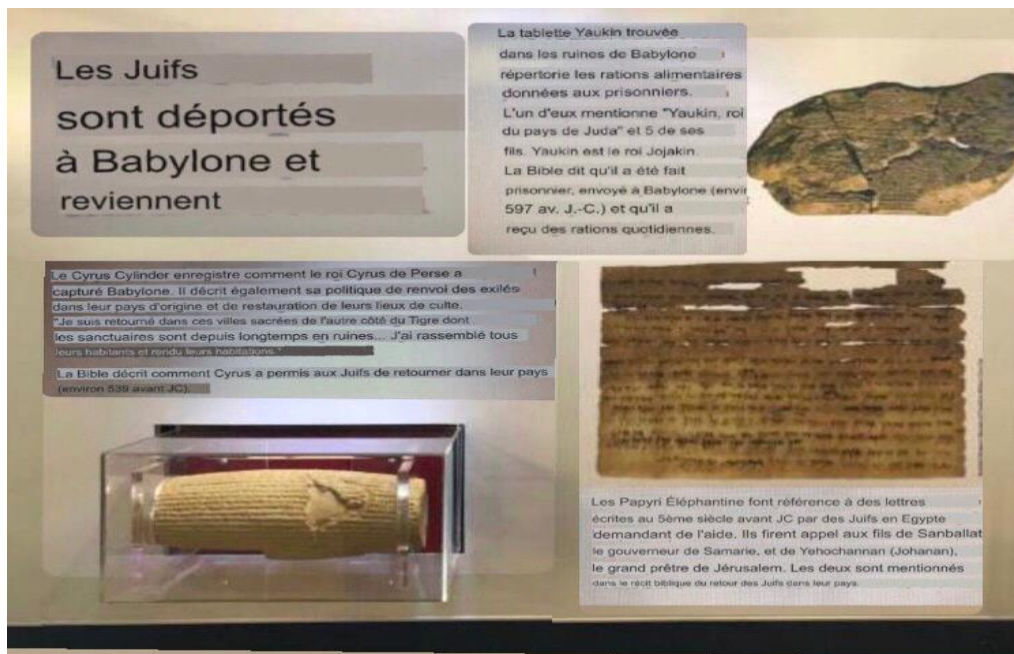 Les Juifs
sont déportés
à Babylone et
reviennent
La tablette Yaukin trouvée
dans les ruines de Babylone
répertorie les rations alimentaires
données aux prisonniers.
L'un d'eux mentionne "Yaukin, roi
du pays de Juda" et 5 de ses
fils. Yaukin est le roi Jojakin.
La Bible dit qu'il a été fait
prisonnier, envoyé à Babylone (envir
597 av. J.-C.) et qu'il a
reçu des rations quotidiennes.
Le Cyrus Cylinder enregistre comment le roi Cyrus de Perse a
capturé Babylone. Il décrit également sa politique de renvoi des exilés
dans leur pays d'origine et de restauration de leurs lieux de culte.
"Je suis retourné dans ces villes sacrées de l'autre côté du Tigre dont
les sanctuaires sont depuis longtemps en ruines... J'ai rassemblé tous
leurs habitants et rendu leurs habitations."
La Bible décrit comment Cyrus a permis aux Juifs de retourner dans leur pays
(environ 539 avant JC).
Les Papyri Éléphantine font référence à des lettres
écrites au 5ème siècle avant JC par des Juifs en Egypte
demandant de l'aide. Ils firent appel aux fils de Sanballat
le gouverneur de Samarie, et de Yehochannan (Johanan),
le grand prêtre de Jérusalem. Les deux sont mentionnés
dans le récit biblique du retour des Juifs dans leur pays.